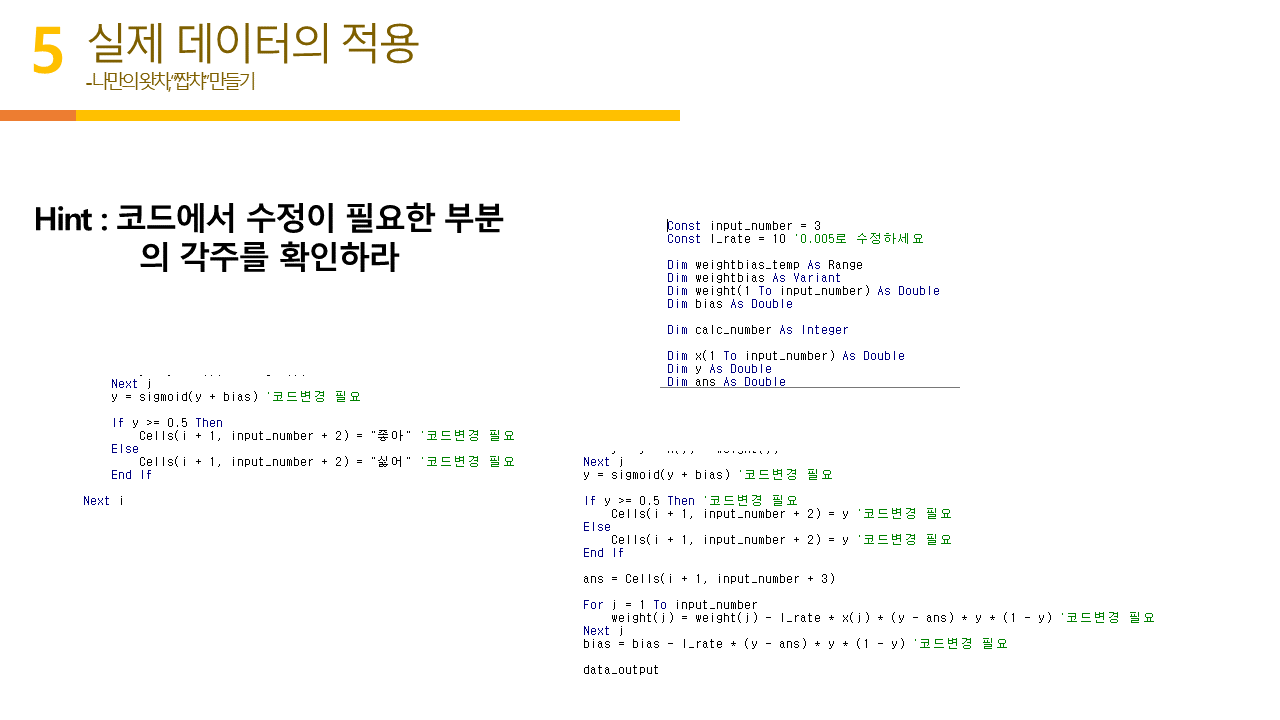 5 실제 데이터의 적용
-나만의 왓챠,“짭챠”만들기
Hint : 코드에서 수정이 필요한 부분
의 각주를 확인하라
Const input_number = 3
Const l_rate = 10 '0.005로 수정하세요
Dim weightbias_temp As Range
Dim weightbias As Variant
Dim weight(1 To input_number) As Double
Dim bias As Double
Dim calc_number As Integer
Dim x(1 To input_number) As Double
Dim y As Double
Dim ans As Double
Next j
y = sigmoid(y + bias) '코드변경 필요
If y >= 0.5 Then
Cells(i + 1, input_number + 2) = "좋아" '코드변경 필요
Else
Cells(i + 1, input_number + 2) = "싫어" '코드변경 필요
End If
Next i
Next j
y = sigmoid(y + bias) '코드변경 필요
If y >= 0.5 Then '코드변경 필요
Cells(i + 1, input_number + 2) = y '코드변경 필요
Else
Cells(i + 1, input_number + 2) = y '코드변경 필요
End If
ans = Cells(i + 1, input_number + 3)
For j = 1 To input_number
weight(j) = weight(j) - l_rate * x(j) * (y - ans) * y * (1 - y) '코드변경 필요
Next j
bias = bias - l_rate * (y - ans) * y * (1 - y) '코드변경 필요
data_output